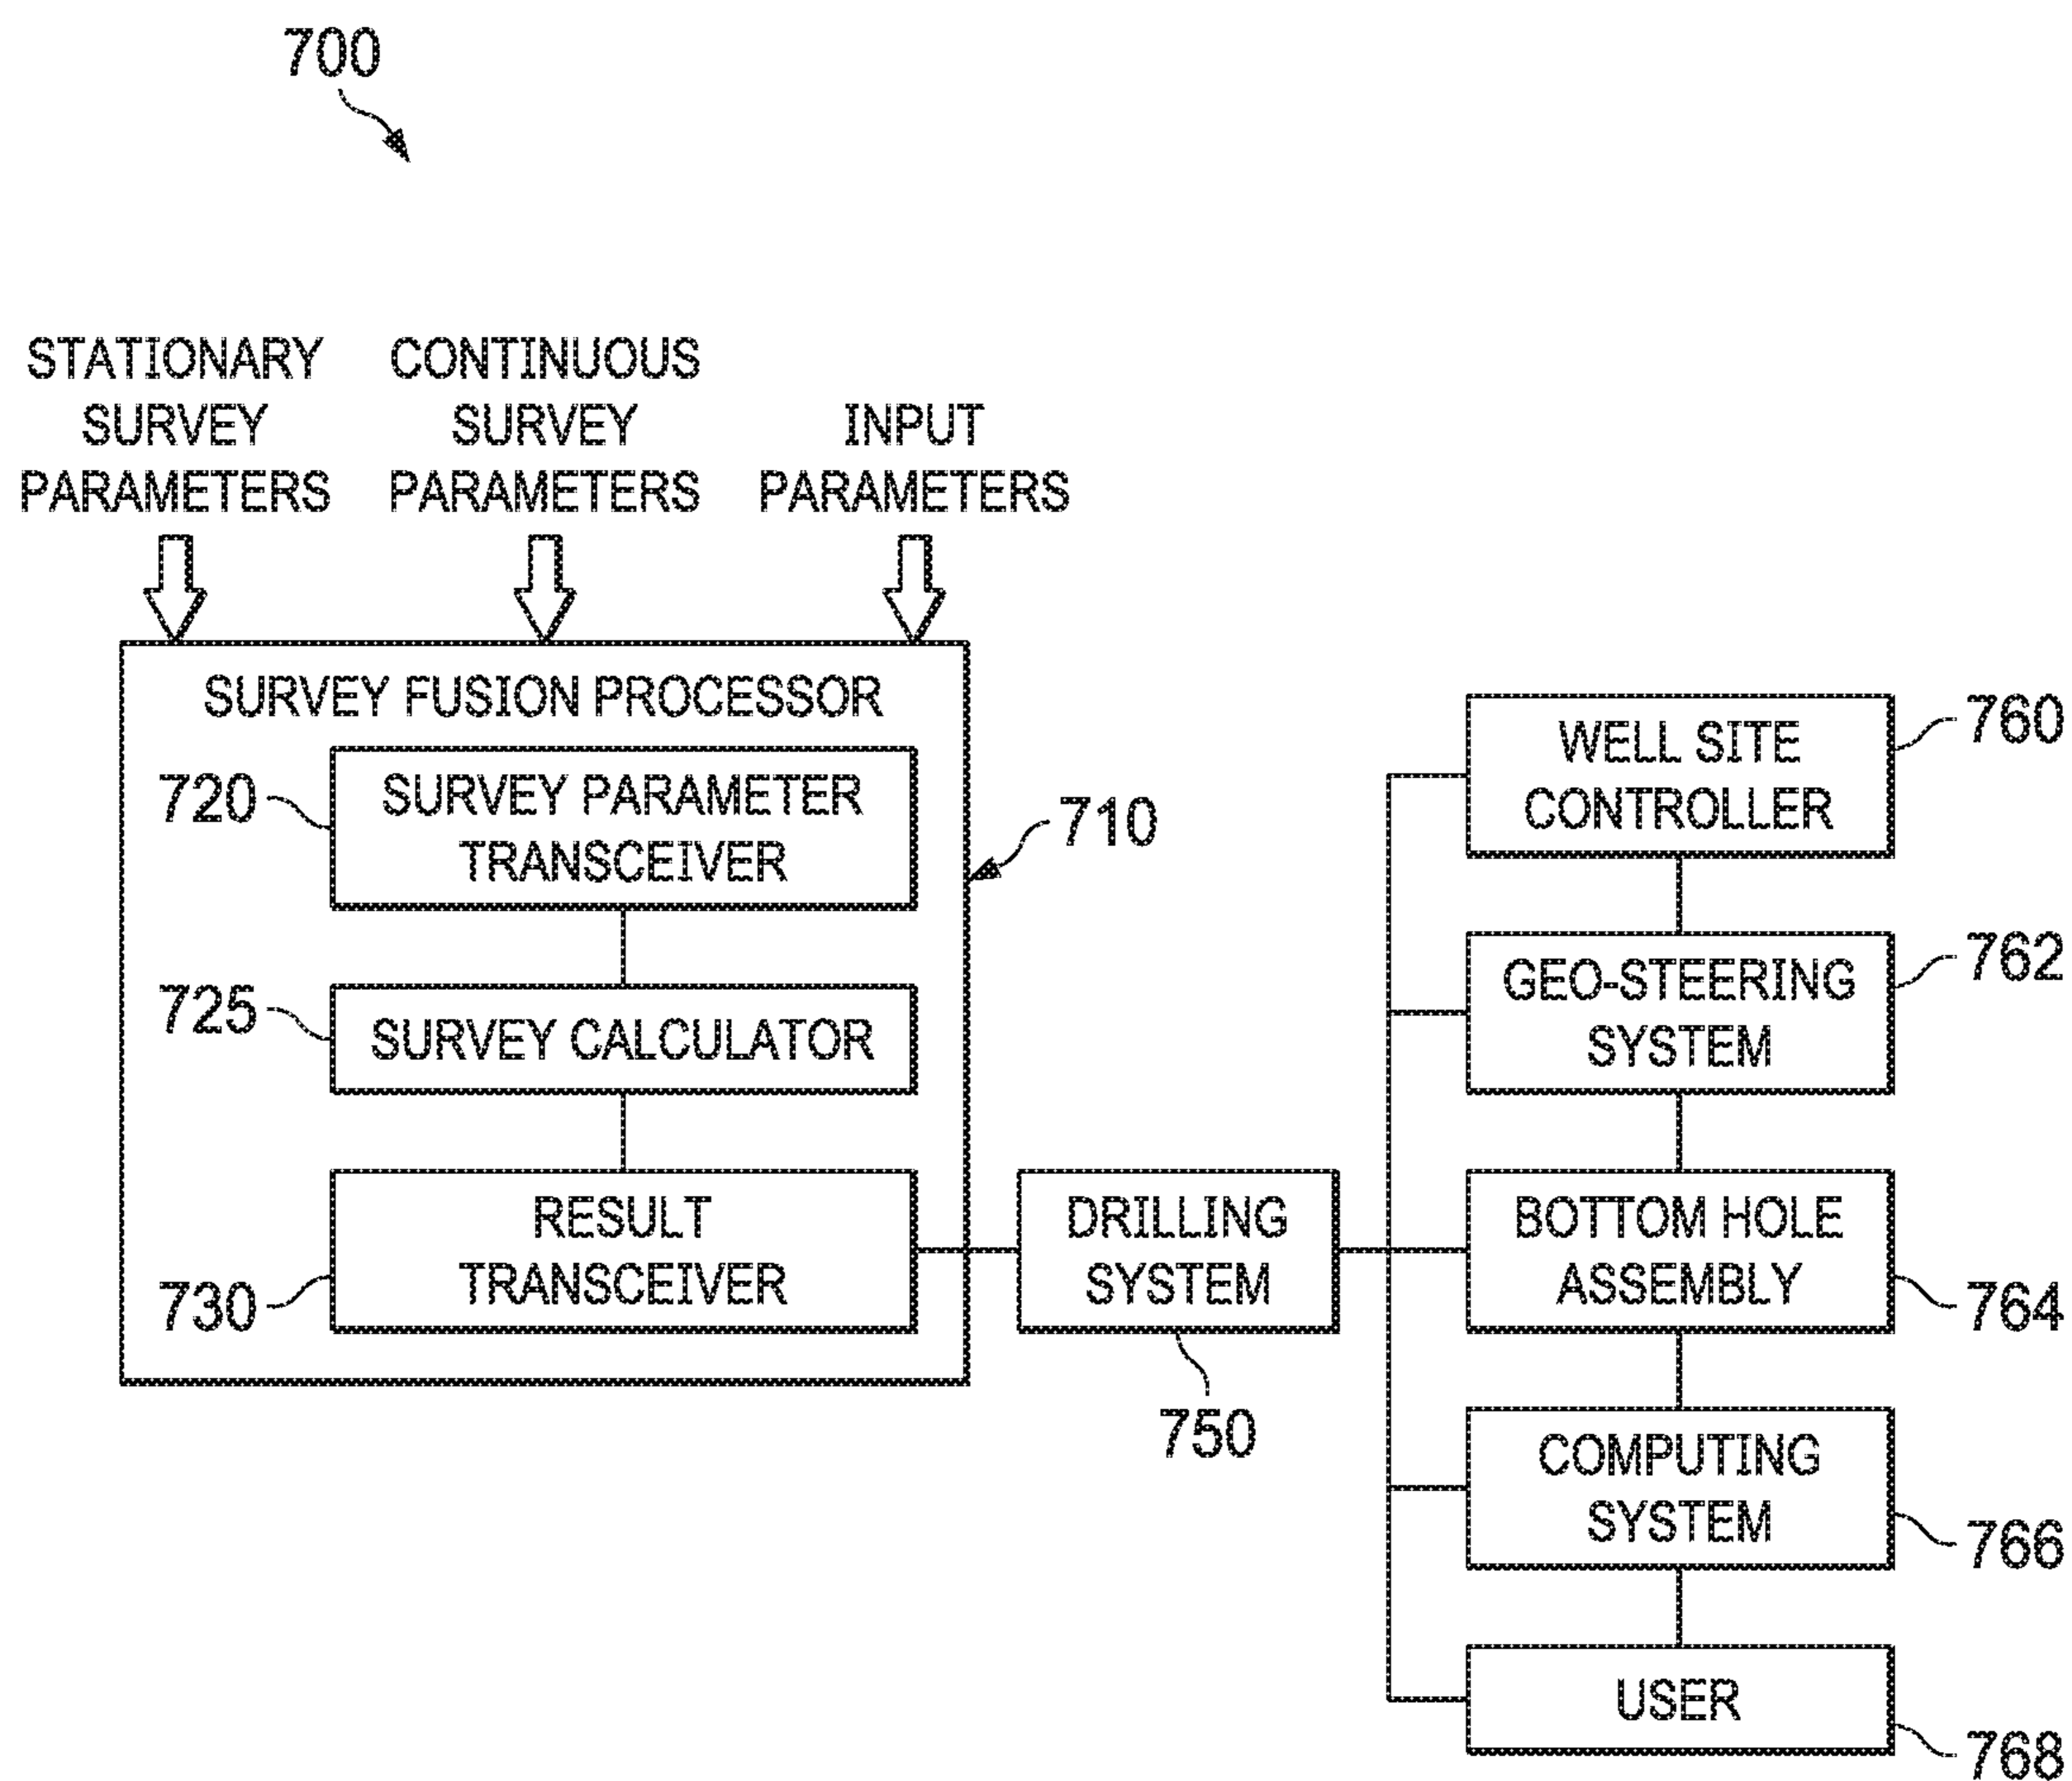 700
STATIONARY
SURVEY
PARAMETERS
CONTINUOUS
SURVEY
PARAMETERS
INPUT
PARAMETERS
SURVEY FUSION PROCESSOR
720
SURVEY PARAMETER
TRANSCEIVER
710
725
SURVEY CALCULATOR
730
RESULT
TRANSCEIVER
DRILLING
SYSTEM
750
WELL SITE
CONTROLLER
760
GEO-STEERING
SYSTEM
762
BOTTOM HOLE
ASSEMBLY
764
COMPUTING
SYSTEM
766
USER
768